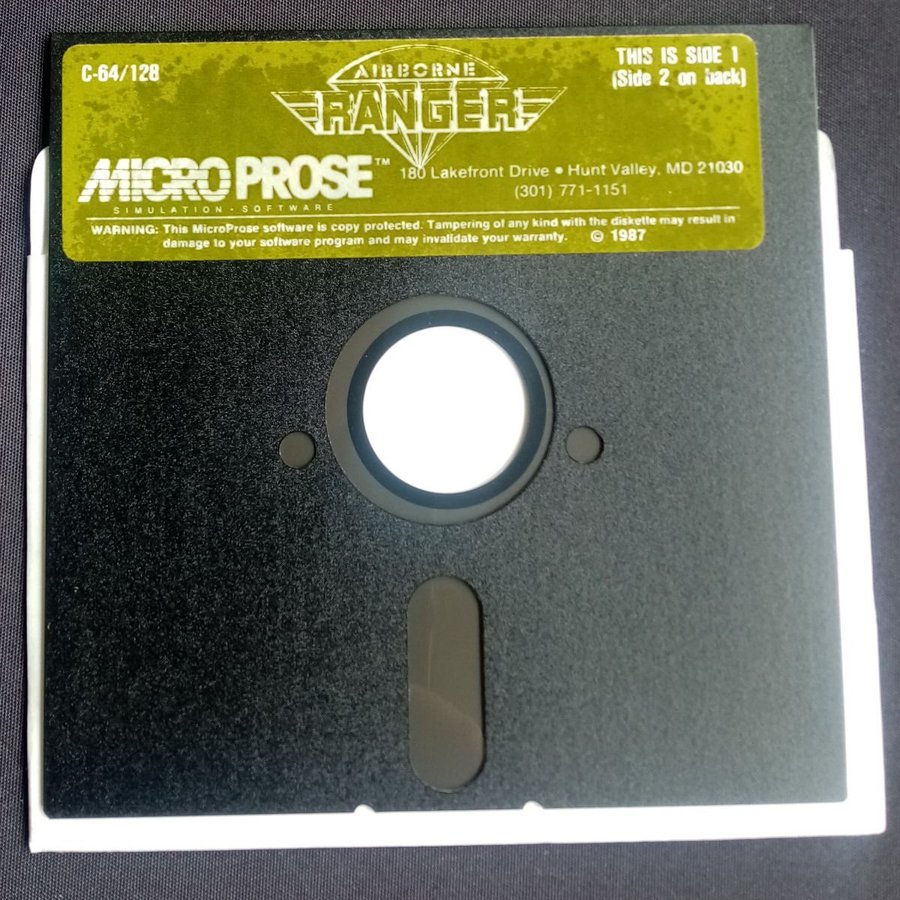 C-64/128
AIRBORNE
RANGER
THIS IS SIDE 1
(Side 2 on back)
MICROPROSE™
SIMULATION · SOFTWARE
180 Lakefront Drive • Hunt Valley, MD 21030
(301) 771-1151
WARNING: This MicroProse software is copy protected. Tampering of any kind with the diskette may result in
damage to your software program and may invalidate your warranty. © 1987